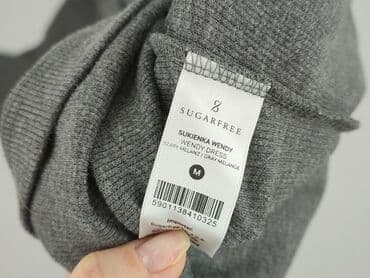 SUGARFREE
SUKIENKA WENDY
WENDY DRESS
SZARY MELANŻ / GRAY MELANGE
M
5901138410325